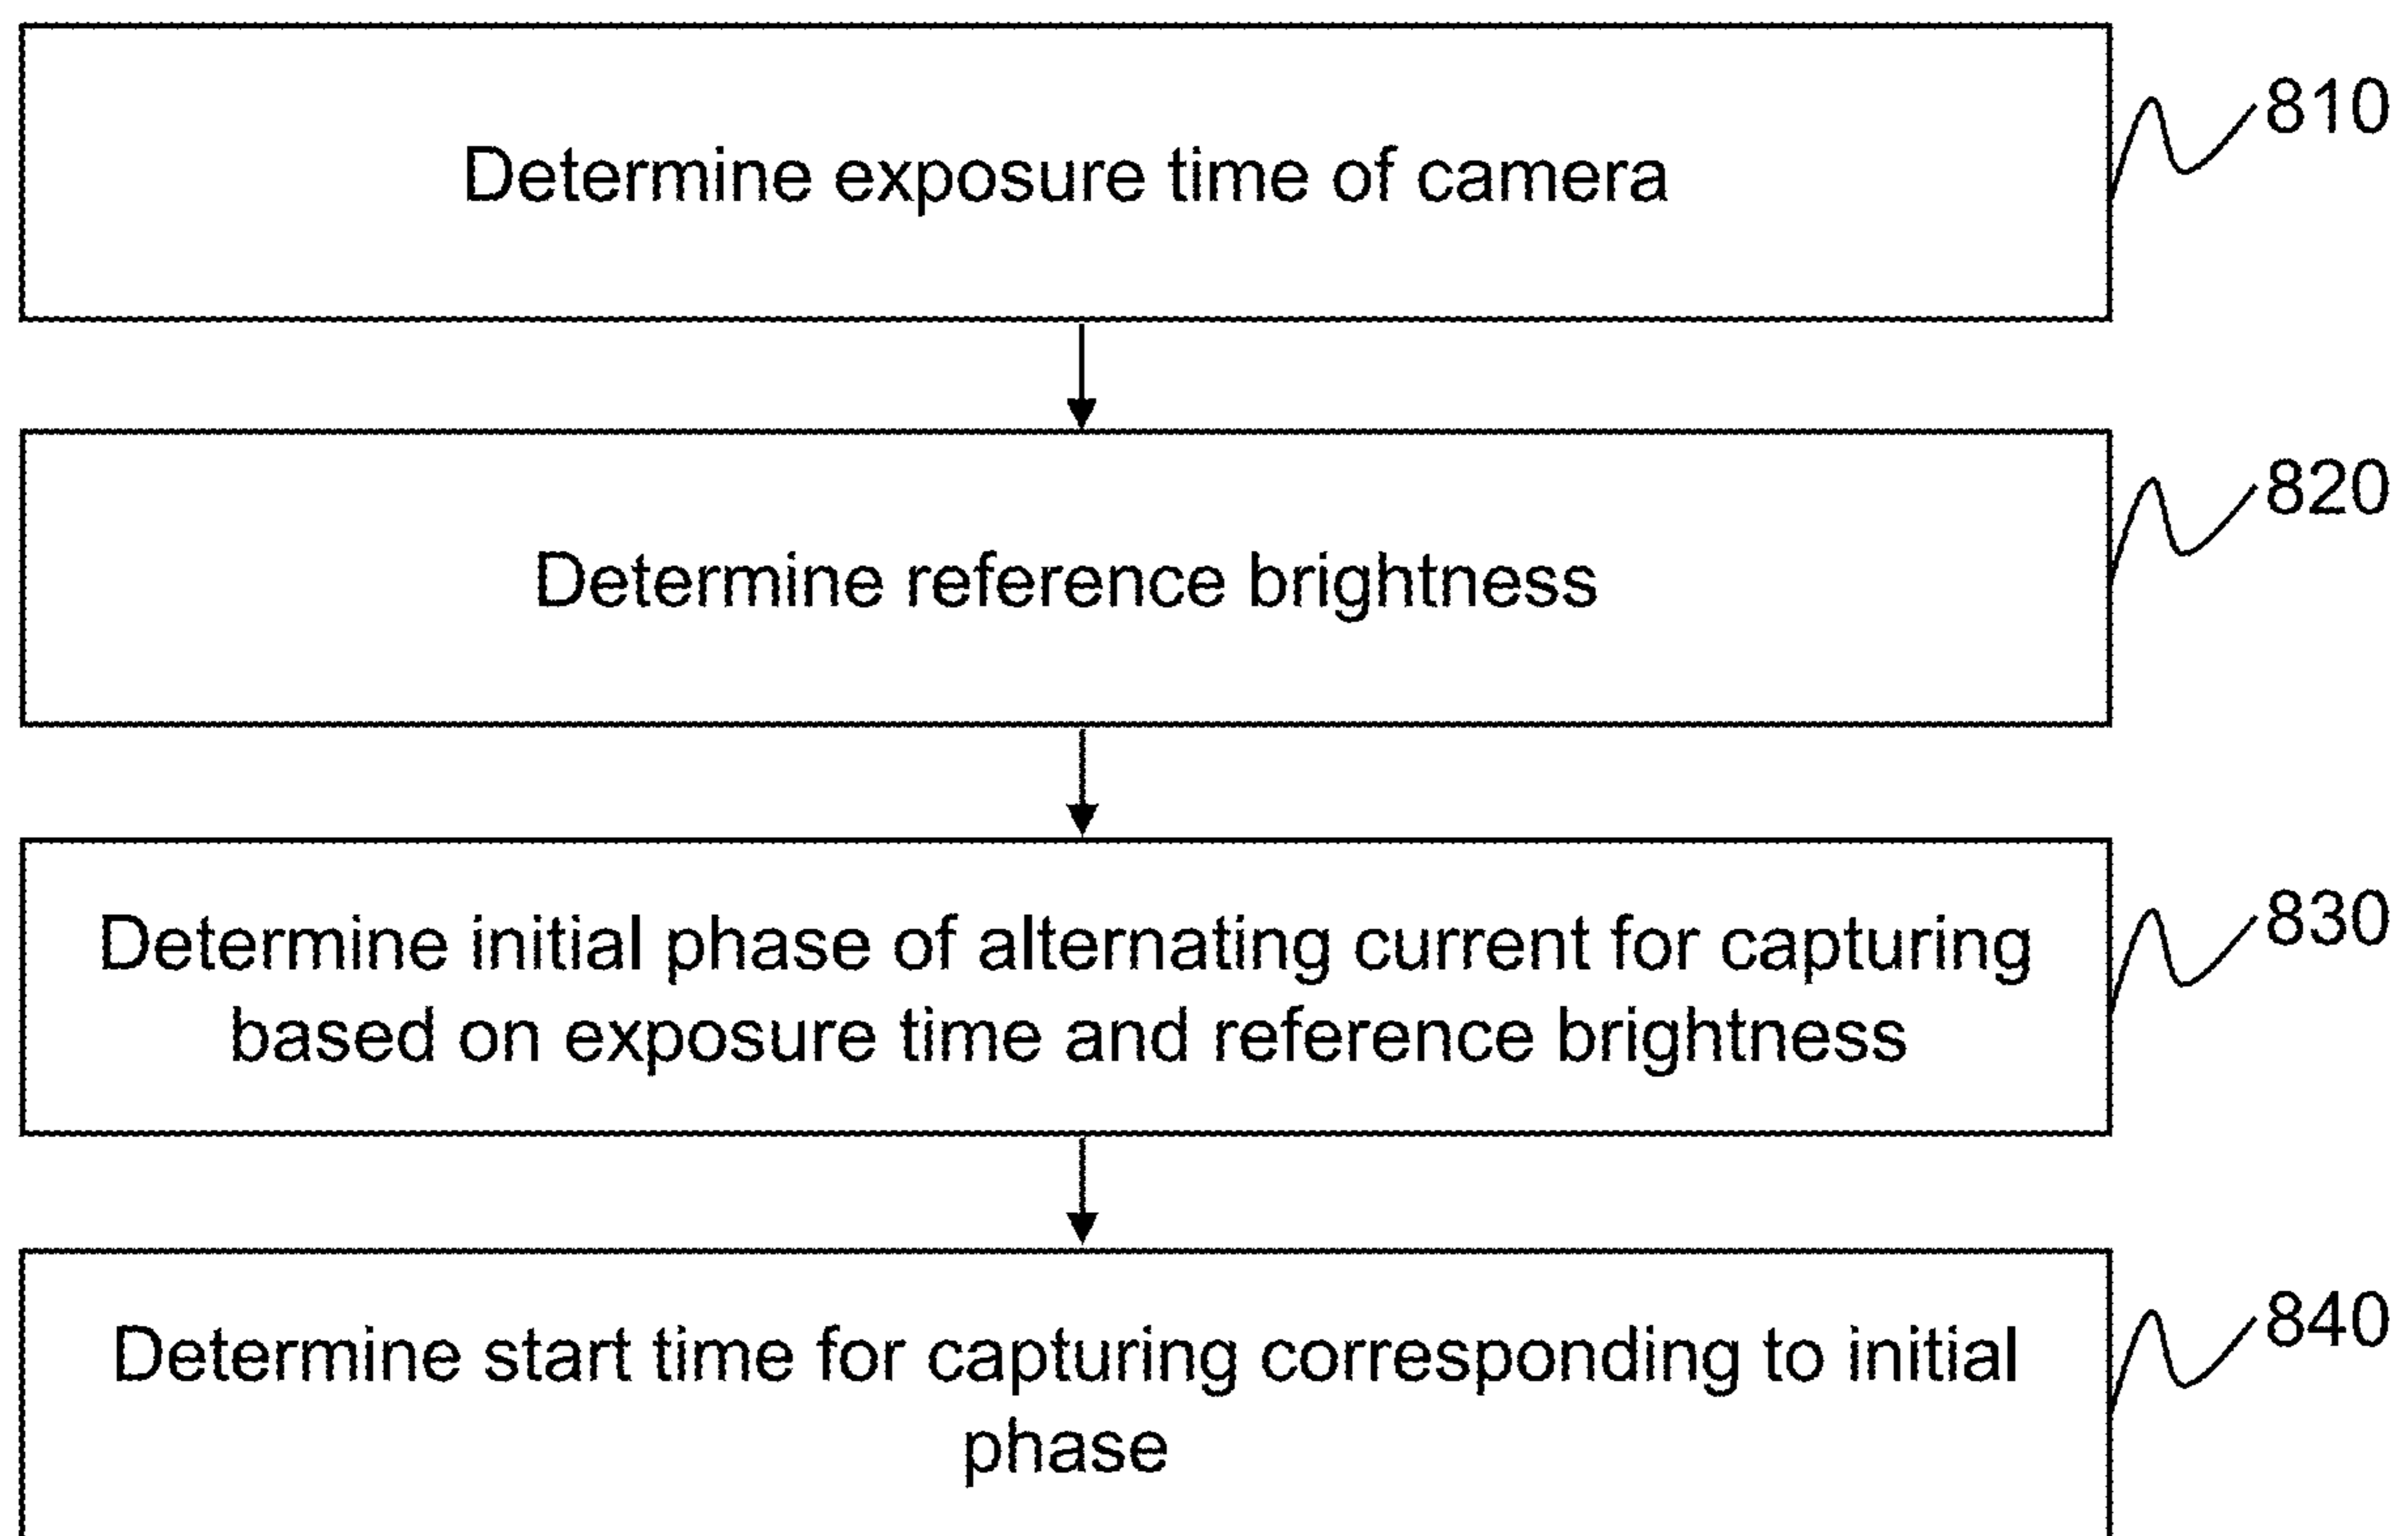 Determine exposure time of camera
810
Determine reference brightness
820
Determine initial phase of alternating current for capturing
based on exposure time and reference brightness
830
Determine start time for capturing corresponding to initial
phase
840